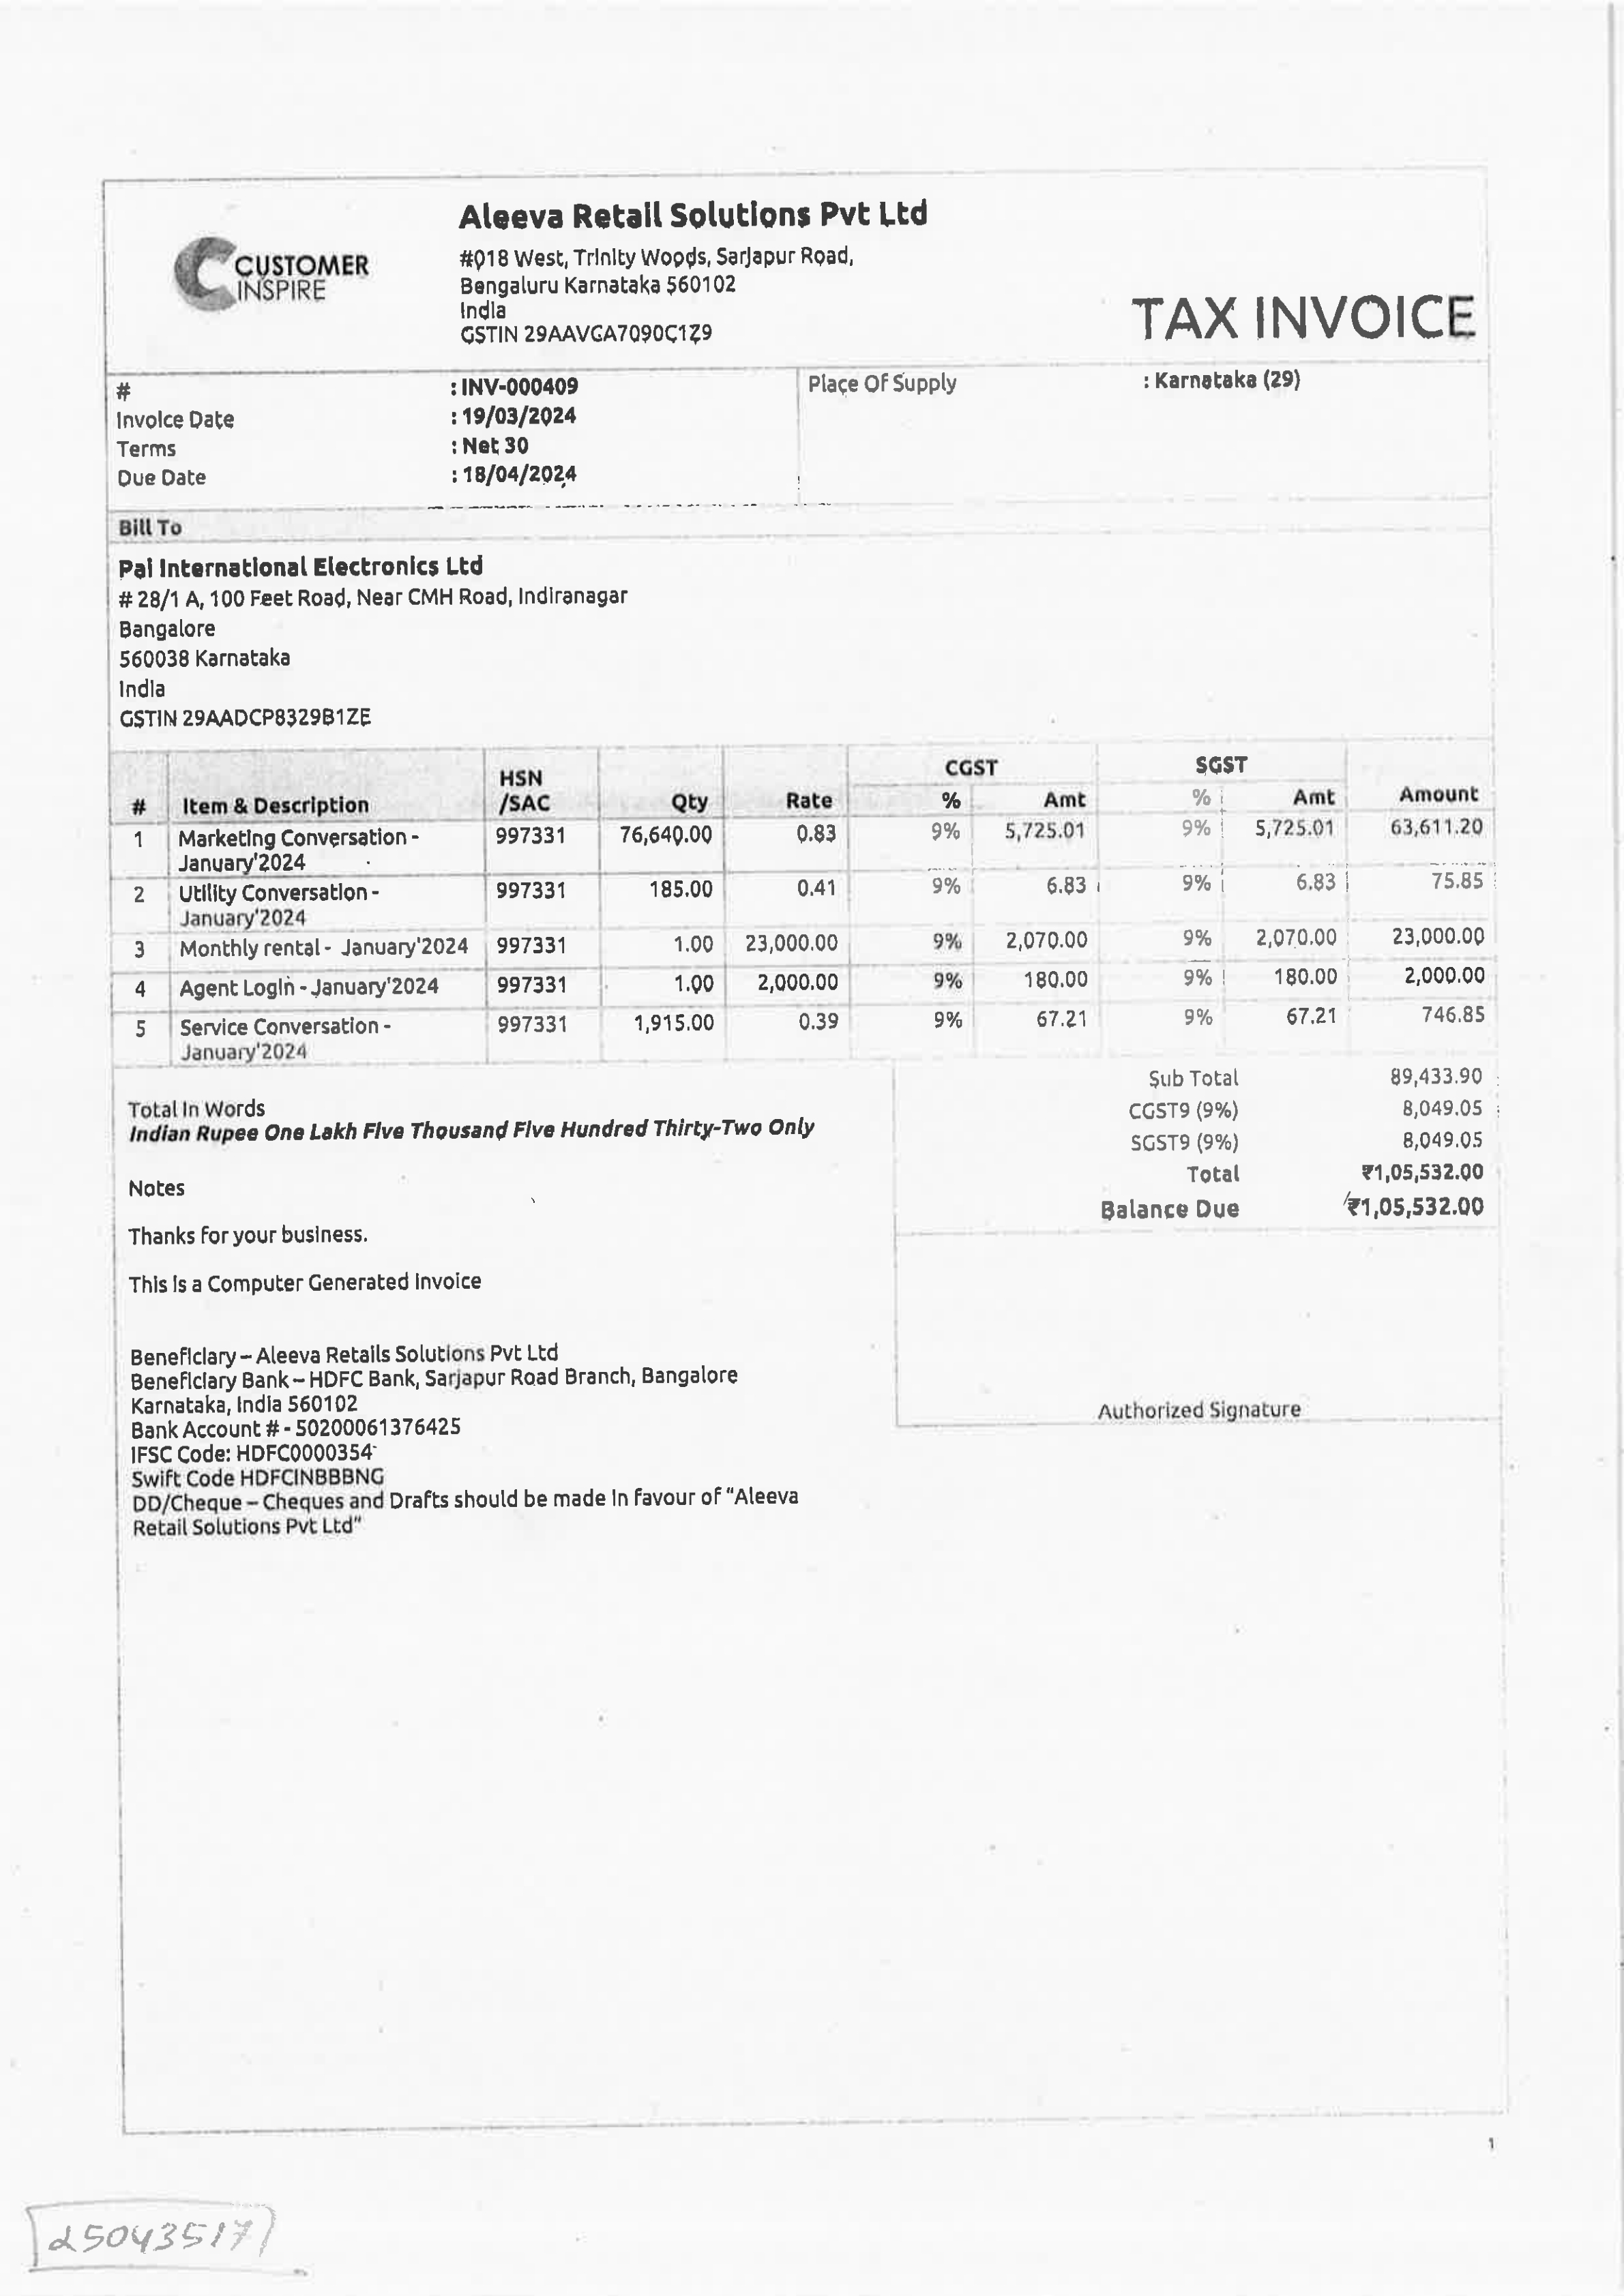 CUSTOMER
INSPIRE
Aleeva Retail Solutions Pvt Ltd
#018 West, Trinity Woods, Sarjapur Road,
Bengaluru Karnataka 560102
India
GSTIN 29AAVGA7090C1Z9
TAX INVOICE
# : INV-000409
Invoice Date : 19/03/2024
Terms : Net 30
Due Date : 18/04/2024
Place Of Supply : Karnataka (29)
Bill To
Pai International Electronics Ltd
# 28/1 A, 100 Feet Road, Near CMH Road, Indiranagar
Bangalore
560038 Karnataka
India
GSTIN 29AADCP8329B1ZE
CGST SGST
# Item & Description HSN /SAC Qty Rate % Amt % Amt Amount
1 Marketing Conversation - 997331 76,640.00 0.83 9% 5,725.01 9% 5,725.01 63,611.20
January'2024
2 Utility Conversation - 997331 185.00 0.41 9% 6.83 9% 6.83 75.85
January'2024
3 Monthly rental - January'2024 997331 1.00 23,000.00 9% 2,070.00 9% 2,070.00 23,000.00
4 Agent Login - January'2024 997331 1.00 2,000.00 9% 180.00 9% 180.00 2,000.00
5 Service Conversation - 997331 1,915.00 0.39 9% 67.21 9% 67.21 746.85
January'2024
Sub Total 89,433.90
CGST9 (9%) 8,049.05
SGST9 (9%) 8,049.05
Total ₹1,05,532.00
Balance Due ₹1,05,532.00
Total In Words
Indian Rupee One Lakh Five Thousand Five Hundred Thirty-Two Only
Notes
Thanks for your business.
This is a Computer Generated Invoice
Beneficiary – Aleeva Retails Solutions Pvt Ltd
Beneficiary Bank – HDFC Bank, Sarjapur Road Branch, Bangalore
Karnataka, India 560102
Bank Account # - 50200061376425
IFSC Code: HDFC0000354
Swift Code HDFCINBBBNG
DD/Cheque – Cheques and Drafts should be made in favour of "Aleeva
Retail Solutions Pvt Ltd"
Authorized Signature
1
25043517